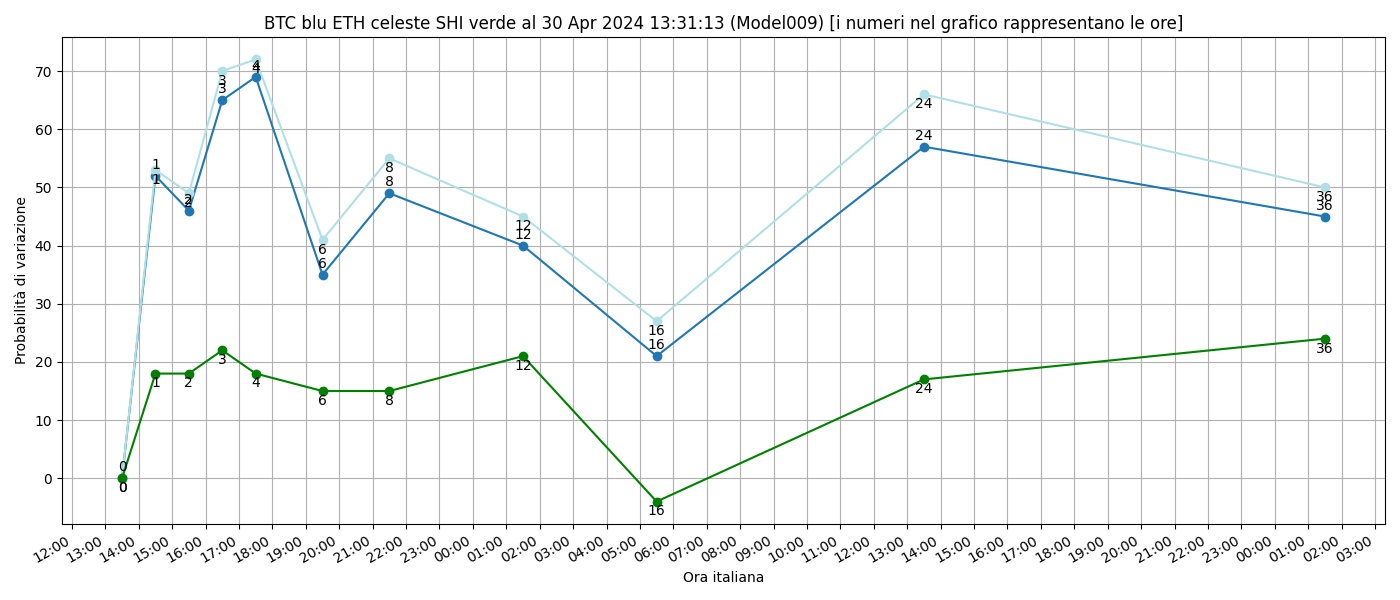 BTC blu ETH celeste SHI verde al 30 Apr 2024 13:31:13 (Model009) [i numeri nel grafico rappresentano le ore]
Probabilità di variazione
70
60
50
40
30
20
10
0
0 1 2 3 4 6 8 12 16 24 36
0 1 2 3 4 6 8 12 16 24 36
0 1 2 3 4 6 8 12 16 24 36
12:00 13:00 14:00 15:00 16:00 17:00 18:00 19:00 20:00 21:00 22:00 23:00 00:00 01:00 02:00 03:00 04:00 05:00 06:00 07:00 08:00 09:00 10:00 11:00 12:00 13:00 14:00 15:00 16:00 17:00 18:00 19:00 20:00 21:00 22:00 23:00 00:00 01:00 02:00 03:00
Ora italiana